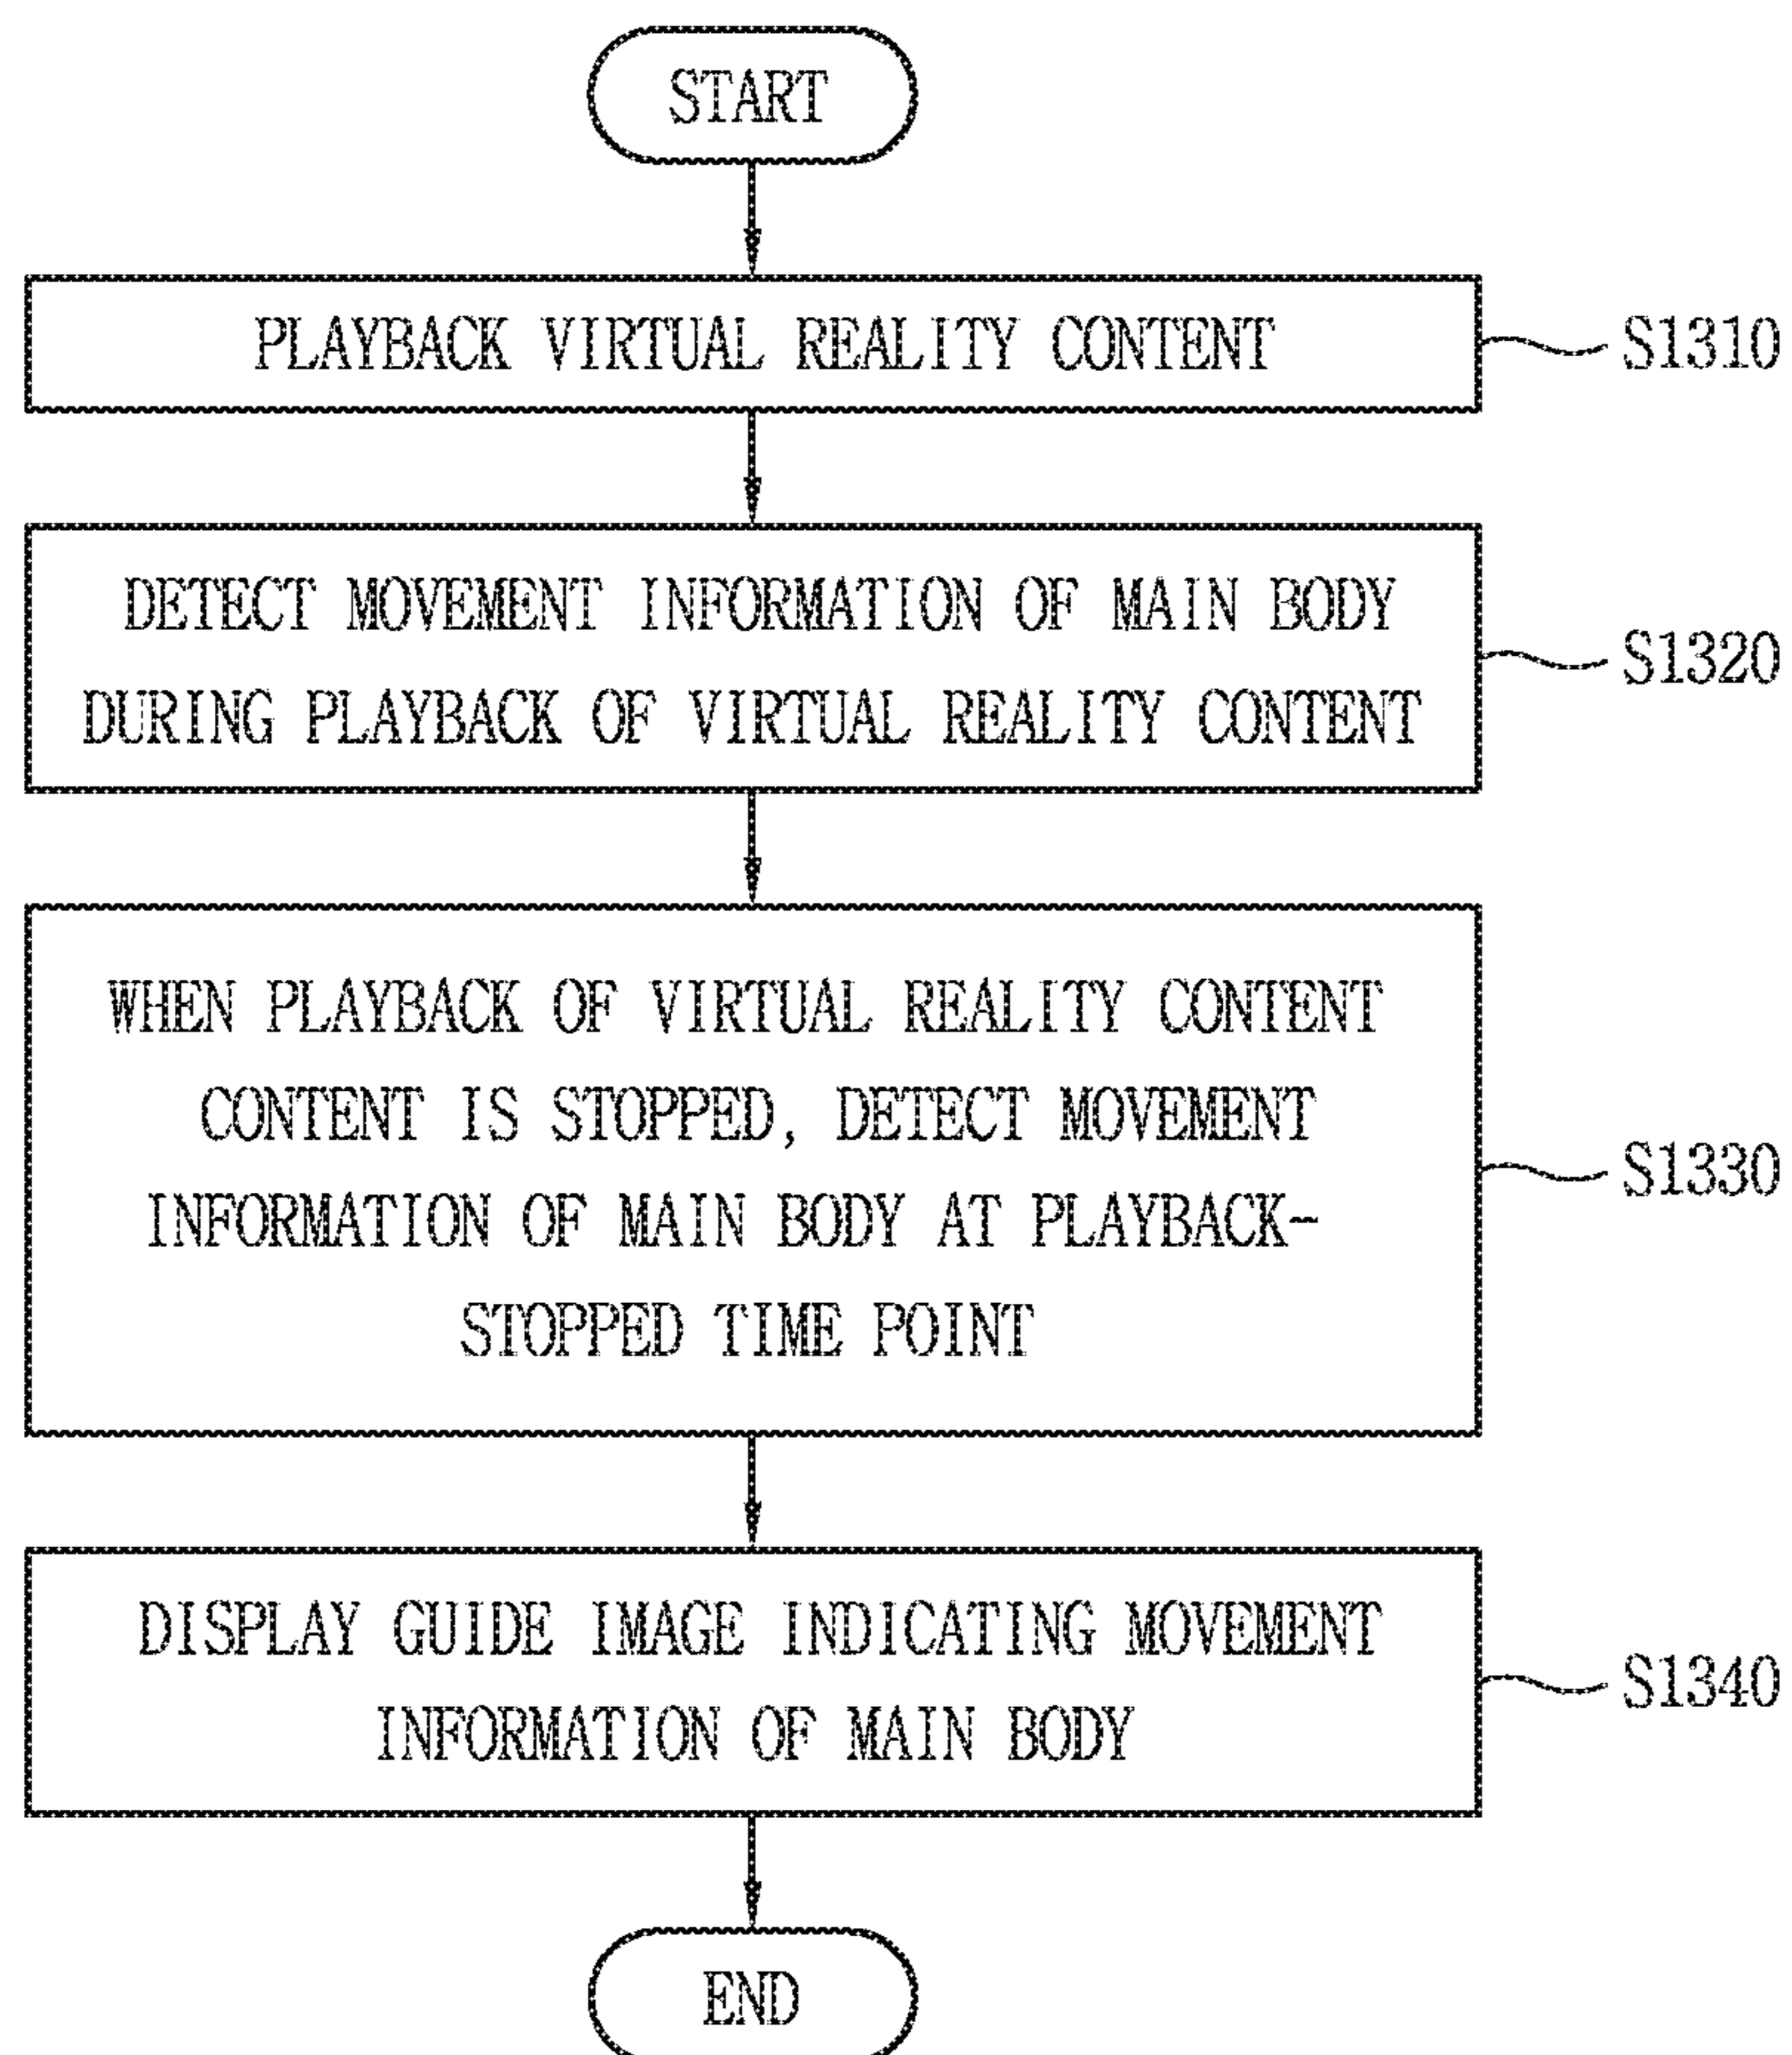 START
PLAYBACK VIRTUAL REALITY CONTENT
S1310
DETECT MOVEMENT INFORMATION OF MAIN BODY
DURING PLAYBACK OF VIRTUAL REALITY CONTENT
S1320
WHEN PLAYBACK OF VIRTUAL REALITY CONTENT
CONTENT IS STOPPED, DETECT MOVEMENT
INFORMATION OF MAIN BODY AT PLAYBACK-
STOPPED TIME POINT
S1330
DISPLAY GUIDE IMAGE INDICATING MOVEMENT
INFORMATION OF MAIN BODY
S1340
END